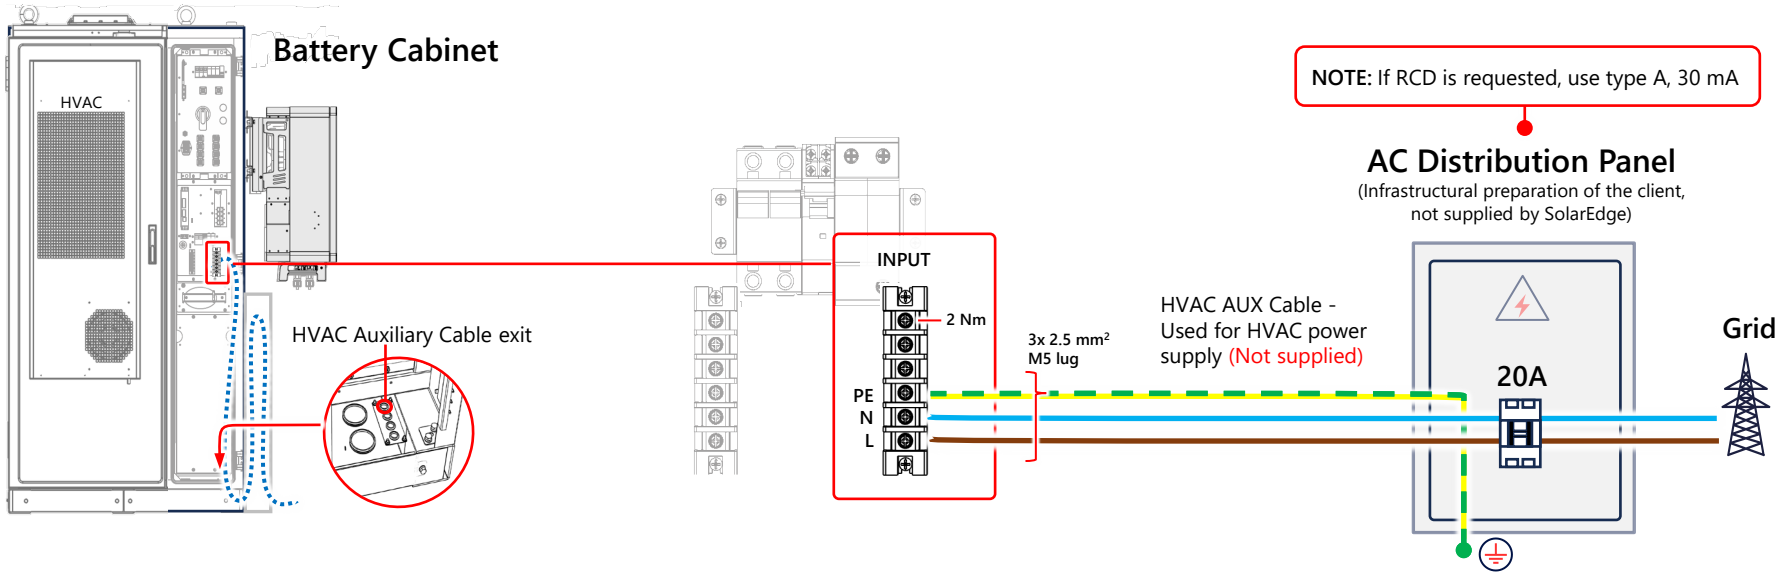 Battery Cabinet
HVAC
HVAC Auxiliary Cable exit
INPUT
2 Nm
PE
N
L
3x 2.5 mm²
M5 lug
HVAC AUX Cable -
Used for HVAC power
supply (Not supplied)
NOTE: If RCD is requested, use type A, 30 mA
AC Distribution Panel
(Infrastructural preparation of the client,
not supplied by SolarEdge)
20A
Grid